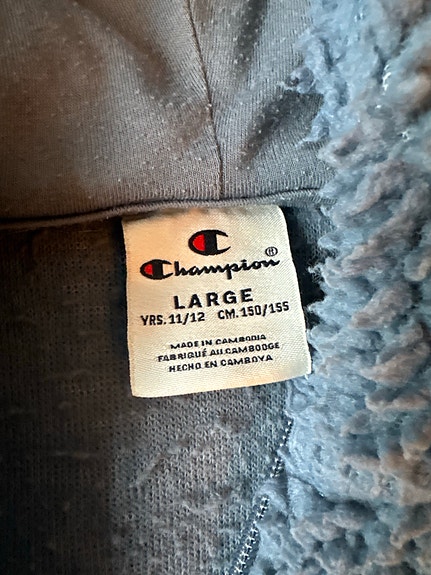 Champion®
LARGE
YRS. 11/12 CM. 150/155
MADE IN CAMBODIA
FABRIQUÉ AU CAMBODGE
HECHO EN CAMBOYA